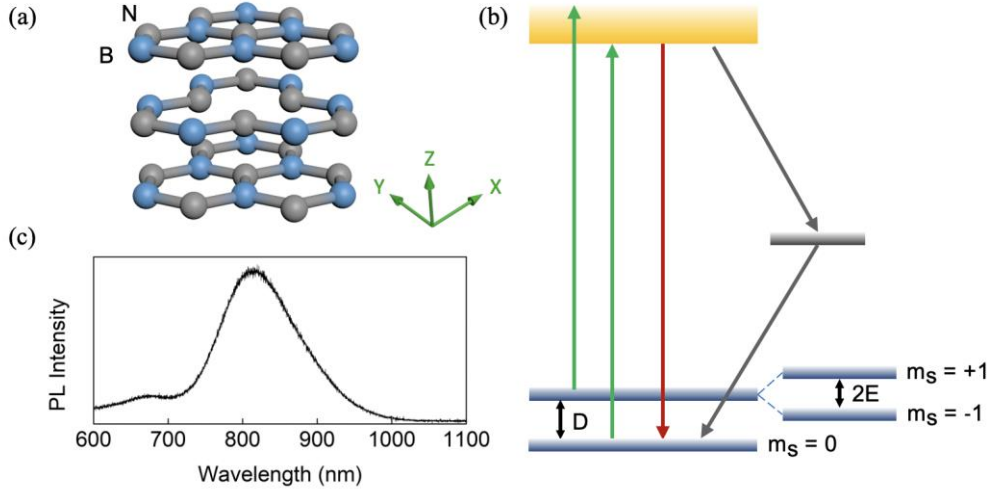 (a)
N
B
Z
Y
X
(b)
D
2E
mₛ = +1
mₛ = -1
mₛ = 0
(c)
PL Intensity
600
700
800
900
1000
1100
Wavelength (nm)